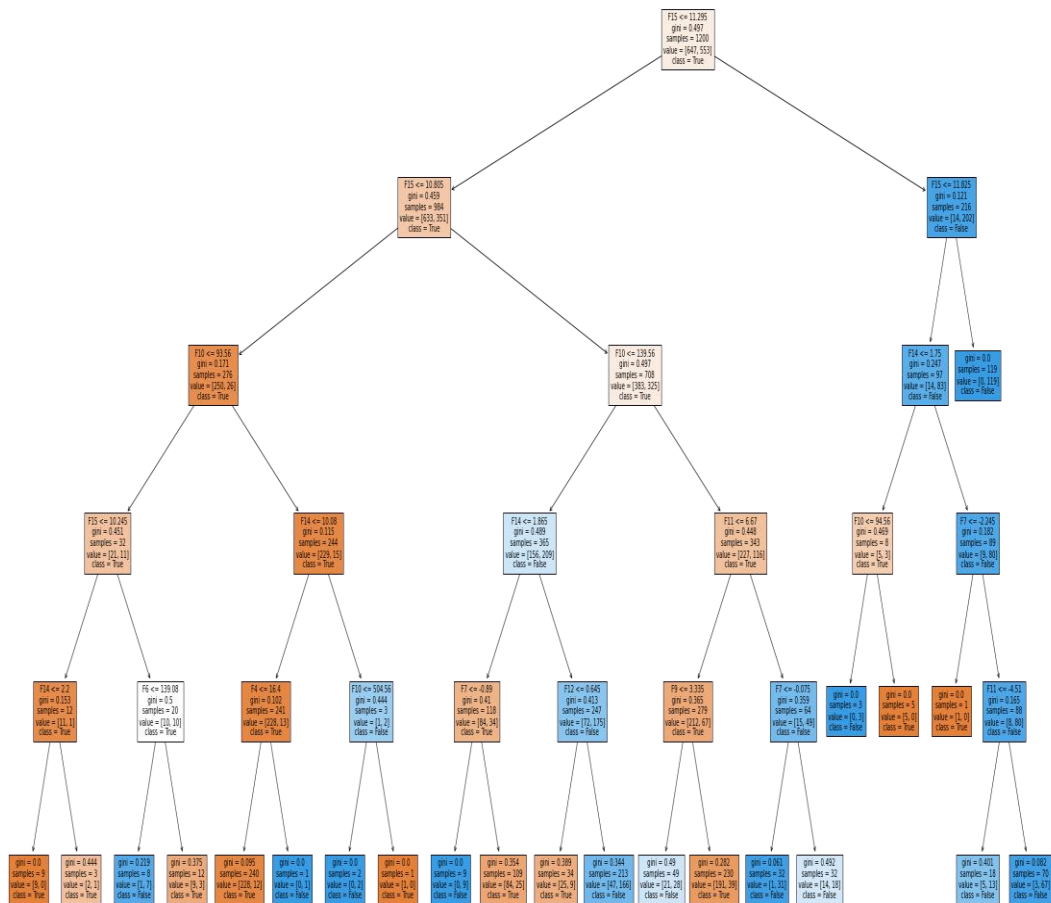 F15 <= 11.295
gini = 0.497
samples = 1200
value = [647, 553]
class = True
F15 <= 10.805
gini = 0.459
samples = 984
value = [633, 351]
class = True
F15 <= 11.825
gini = 0.121
samples = 216
value = [14, 202]
class = False
F10 <= 93.56
gini = 0.171
samples = 276
value = [250, 26]
class = True
F10 <= 139.56
gini = 0.497
samples = 708
value = [383, 325]
class = True
F14 <= 1.75
gini = 0.247
samples = 97
value = [14, 83]
class = False
gini = 0.0
samples = 119
value = [0, 119]
class = False
F15 <= 10.245
gini = 0.451
samples = 32
value = [21, 11]
class = True
F14 <= 10.08
gini = 0.115
samples = 244
value = [229, 15]
class = True
F14 <= 1.865
gini = 0.489
samples = 365
value = [156, 209]
class = False
F11 <= 6.67
gini = 0.448
samples = 343
value = [227, 116]
class = True
F10 <= 94.56
gini = 0.469
samples = 8
value = [5, 3]
class = True
F7 <= -2.245
gini = 0.182
samples = 89
value = [9, 80]
class = False
F14 <= 2.2
gini = 0.153
samples = 12
value = [11, 1]
class = True
F6 <= 139.08
gini = 0.5
samples = 20
value = [10, 10]
class = True
F4 <= 16.4
gini = 0.102
samples = 241
value = [228, 13]
class = True
F10 <= 504.56
gini = 0.444
samples = 3
value = [1, 2]
class = False
F7 <= -0.89
gini = 0.41
samples = 118
value = [84, 34]
class = True
F12 <= 0.645
gini = 0.413
samples = 247
value = [72, 175]
class = False
F9 <= 3.335
gini = 0.365
samples = 279
value = [212, 67]
class = True
F7 <= -0.075
gini = 0.359
samples = 64
value = [15, 49]
class = False
gini = 0.0
samples = 3
value = [0, 3]
class = False
gini = 0.0
samples = 5
value = [5, 0]
class = True
gini = 0.0
samples = 1
value = [1, 0]
class = True
F11 <= -4.51
gini = 0.165
samples = 88
value = [8, 80]
class = False
gini = 0.0
samples = 9
value = [9, 0]
class = True
gini = 0.444
samples = 3
value = [2, 1]
class = True
gini = 0.219
samples = 8
value = [1, 7]
class = False
gini = 0.375
samples = 12
value = [9, 3]
class = True
gini = 0.095
samples = 240
value = [228, 12]
class = True
gini = 0.0
samples = 1
value = [0, 1]
class = False
gini = 0.0
samples = 2
value = [0, 2]
class = False
gini = 0.0
samples = 1
value = [1, 0]
class = True
gini = 0.0
samples = 9
value = [0, 9]
class = False
gini = 0.354
samples = 109
value = [84, 25]
class = True
gini = 0.389
samples = 34
value = [25, 9]
class = True
gini = 0.344
samples = 213
value = [47, 166]
class = False
gini = 0.49
samples = 49
value = [21, 28]
class = False
gini = 0.282
samples = 230
value = [191, 39]
class = True
gini = 0.061
samples = 32
value = [1, 31]
class = False
gini = 0.492
samples = 32
value = [14, 18]
class = False
gini = 0.401
samples = 18
value = [5, 13]
class = False
gini = 0.082
samples = 70
value = [3, 67]
class = False